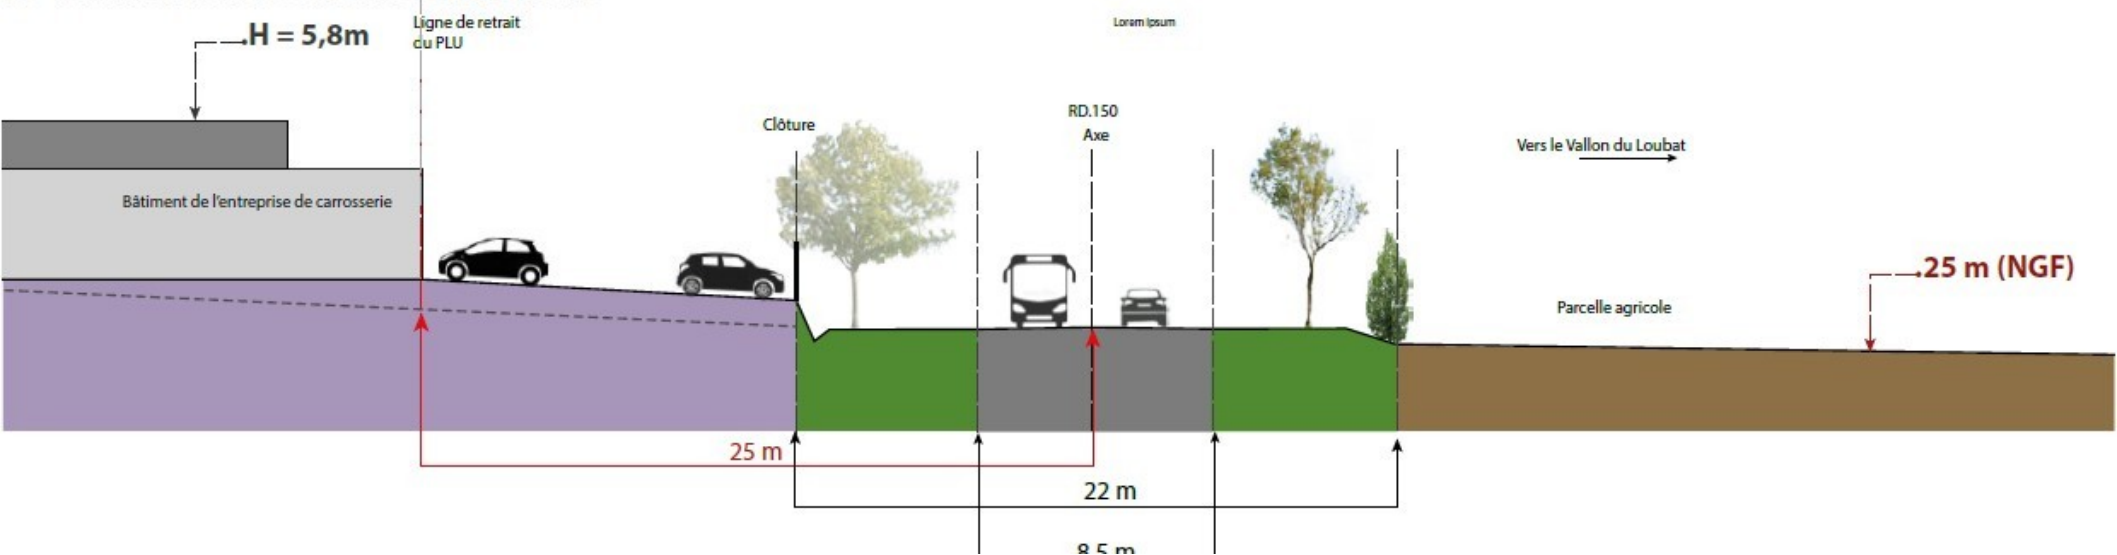 .H = 5,8m
Ligne de retrait
du PLU
Lorem Ipsum
RD.150
Axe
Clôture
Vers le Vallon du Loubat
Bâtiment de l'entreprise de carrosserie
.25 m (NGF)
Parcelle agricole
25 m
22 m
8,5 m